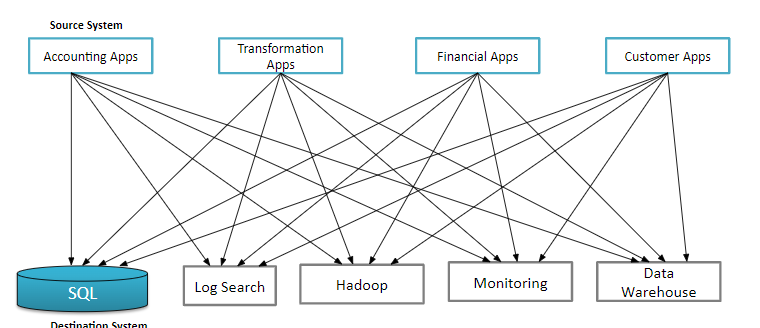 Source System
Accounting Apps
Transformation
Apps
Financial Apps
Customer Apps
SQL
Log Search
Hadoop
Monitoring
Data
Warehouse
Destination System